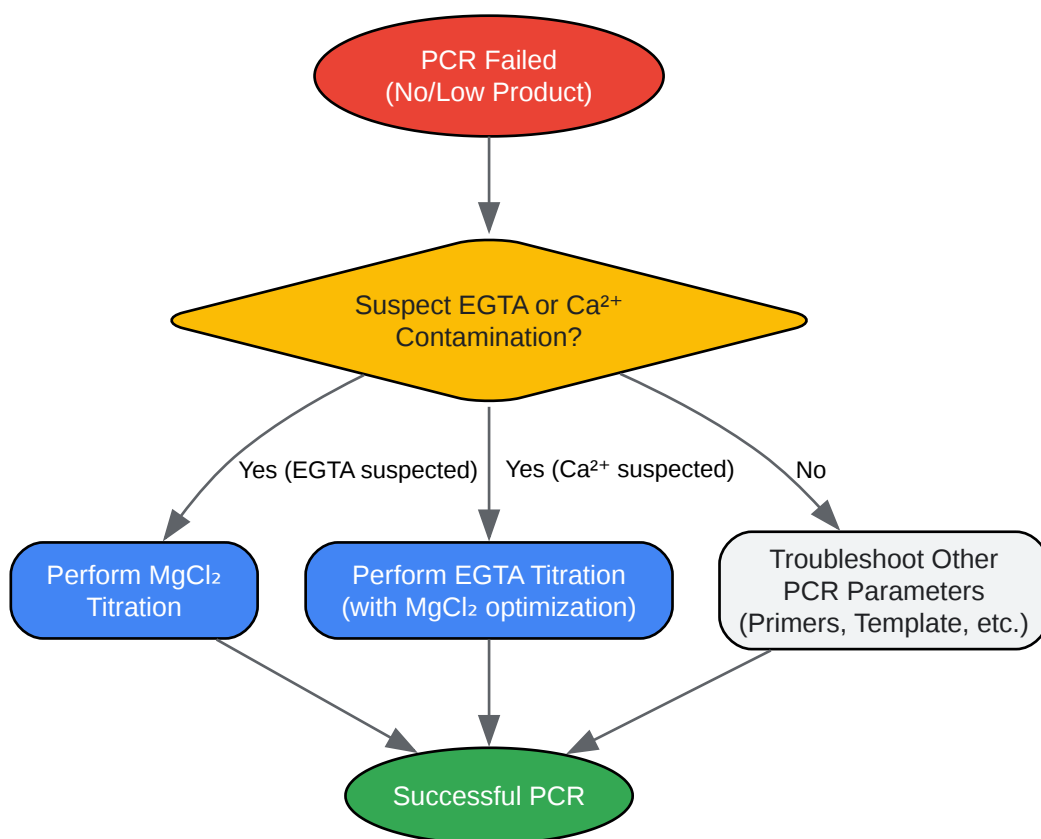 PCR Failed
(No/Low Product)
Suspect EGTA or Ca²⁺
Contamination?
Yes (EGTA suspected)
Yes (Ca²⁺ suspected)
No
Perform MgCl₂
Titration
Perform EGTA Titration
(with MgCl₂ optimization)
Troubleshoot Other
PCR Parameters
(Primers, Template, etc.)
Successful PCR